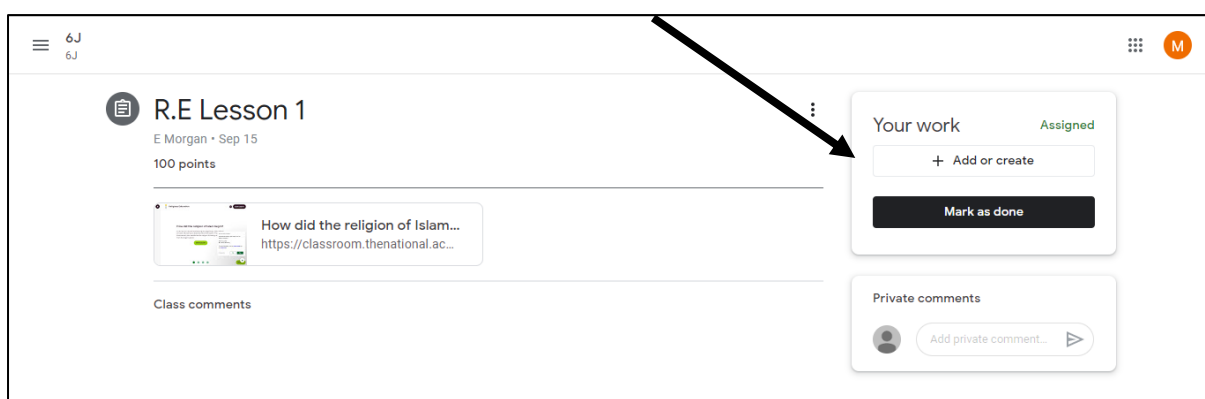 6J
6J
M
R.E Lesson 1
E Morgan • Sep 15
100 points
How did the religion of Islam...
https://classroom.thenational.ac...
Class comments
Your work
Assigned
+ Add or create
Mark as done
Private comments
Add private comment...